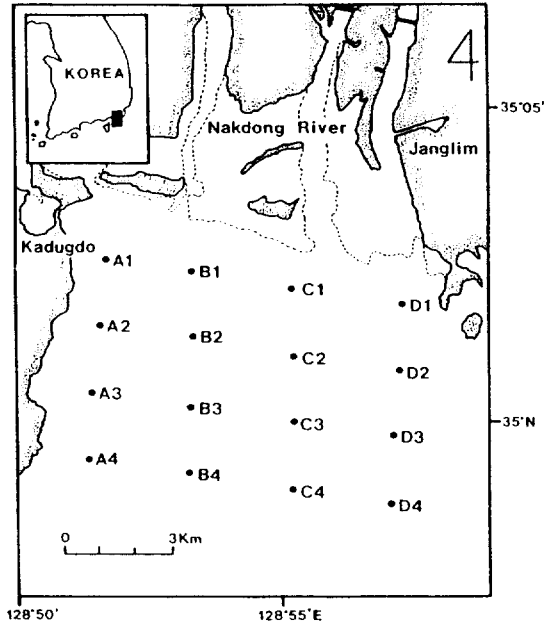 4
KOREA
35°05'
Nakdong River
Janglim
Kadugdo
A1
B1
C1
D1
A2
B2
C2
D2
A3
B3
C3
D3
35°N
A4
B4
C4
D4
0 3Km
128°50' 128°55'E